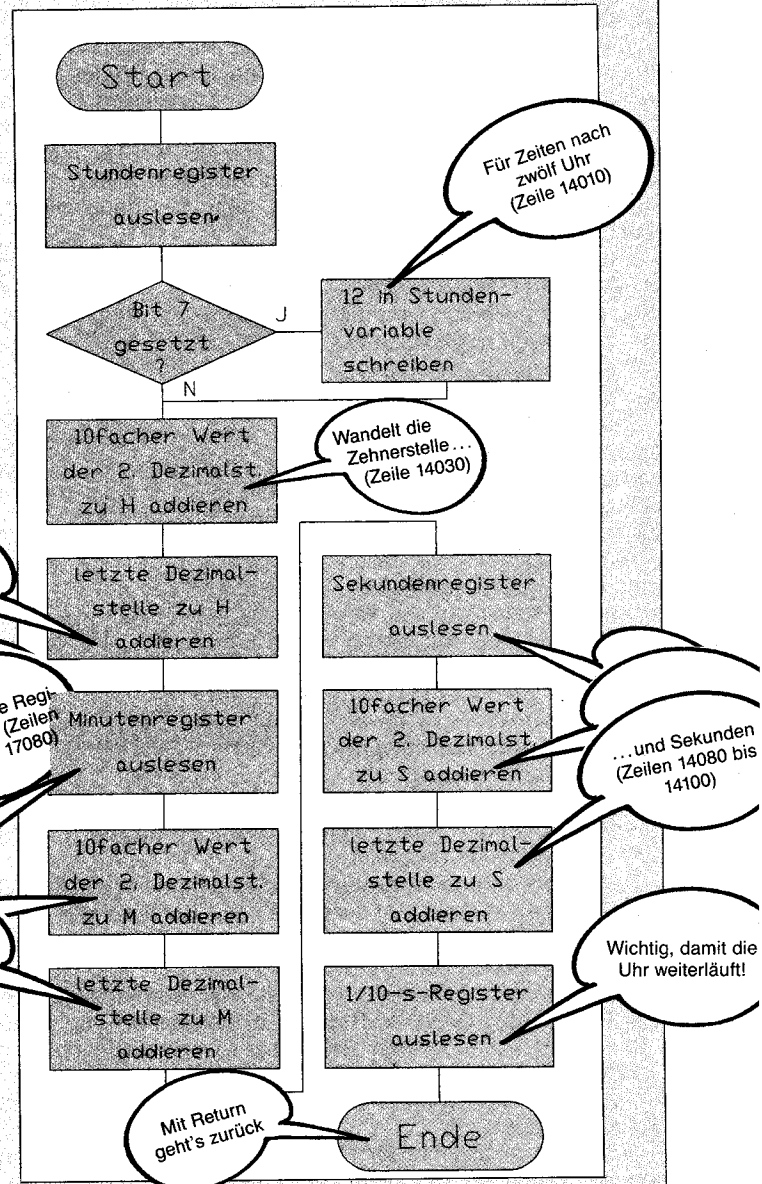 Start
Stundenregister
auslesen
Bit 7
gesetzt
?
J
N
12 in Stunden-
variable
schreiben
Für Zeiten nach
zwölf Uhr
(Zeile 14010)
10facher Wert
der 2. Dezimalst.
zu H addieren
Wandelt die
Zehnerstelle...
(Zeile 14030)
letzte Dezimal-
stelle zu H
addieren
e Regi-
(Zeilen
17080)
Minutenregister
auslesen
10facher Wert
der 2. Dezimalst.
zu M addieren
letzte Dezimal-
stelle zu M
addieren
Sekundenregister
auslesen
10facher Wert
der 2. Dezimalst.
zu S addieren
...und Sekunden
(Zeilen 14080 bis
14100)
letzte Dezimal-
stelle zu S
addieren
1/10-s-Register
auslesen
Wichtig, damit die
Uhr weiterläuft!
Mit Return
geht's zurück
Ende